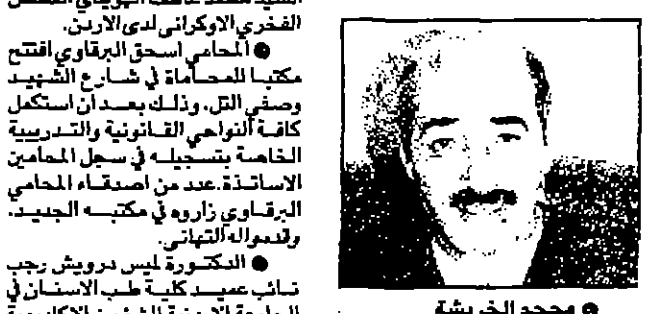 الفخري الاوكراني لدى الاردن.
● المحامي اسحق البرقاوي افتتح
مكتبا للمحاماة في شارع الشهيد
وصفي التل، وذلك بعد ان استكمل
كافة النواحي القانونية والتدريبية
الخاصة بتسجيله في سجل المحامين
الاساتذة. عدد من اصدقاء المحامي
البرقاوي زاروه في مكتبه الجديد،
وقدموا له التهاني.
● الدكتورة لميس درويش رجب
نائب عميد كلية طب الاسنان في
● محمد الخريشة